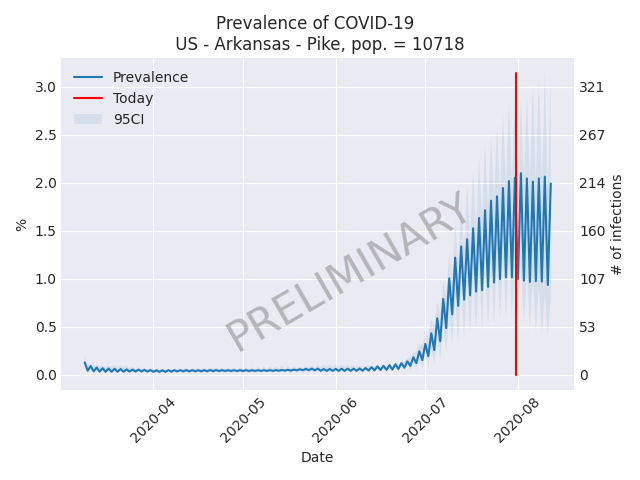 Prevalence of COVID-19
US - Arkansas - Pike, pop. = 10718
Prevalence
Today
95CI
3.0
2.5
2.0
1.5
1.0
0.5
0.0
%
321
267
214
160
107
53
0
# of infections
PRELIMINARY
2020-04
2020-05
2020-06
2020-07
2020-08
Date